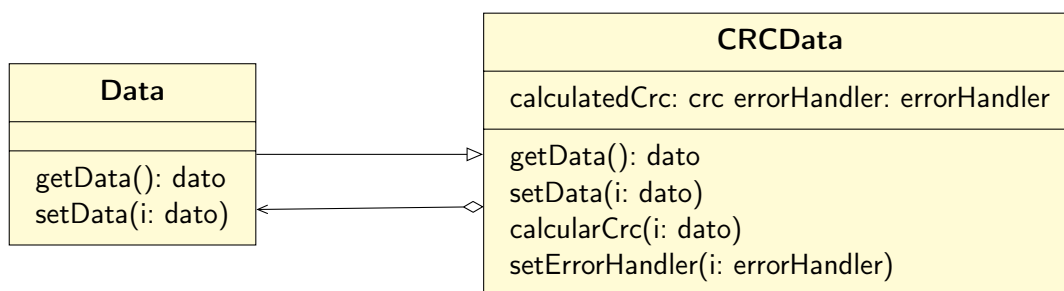 Data
getData(): dato
setData(i: dato)
CRCData
calculatedCrc: crc errorHandler: errorHandler
getData(): dato
setData(i: dato)
calcularCrc(i: dato)
setErrorHandler(i: errorHandler)